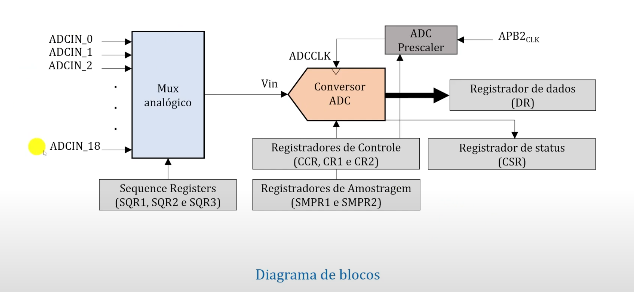 ADCIN_0
ADCIN_1
ADCIN_2
.
.
.
ADCIN_18
Mux
analógico
Sequence Registers
(SQR1, SQR2 e SQR3)
Vin
ADCCLK
Conversor
ADC
ADC
Prescaler
APB2CLK
Registradores de Controle
(CCR, CR1 e CR2)
Registradores de Amostragem
(SMPR1 e SMPR2)
Registrador de dados
(DR)
Registrador de status
(CSR)
Diagrama de blocos